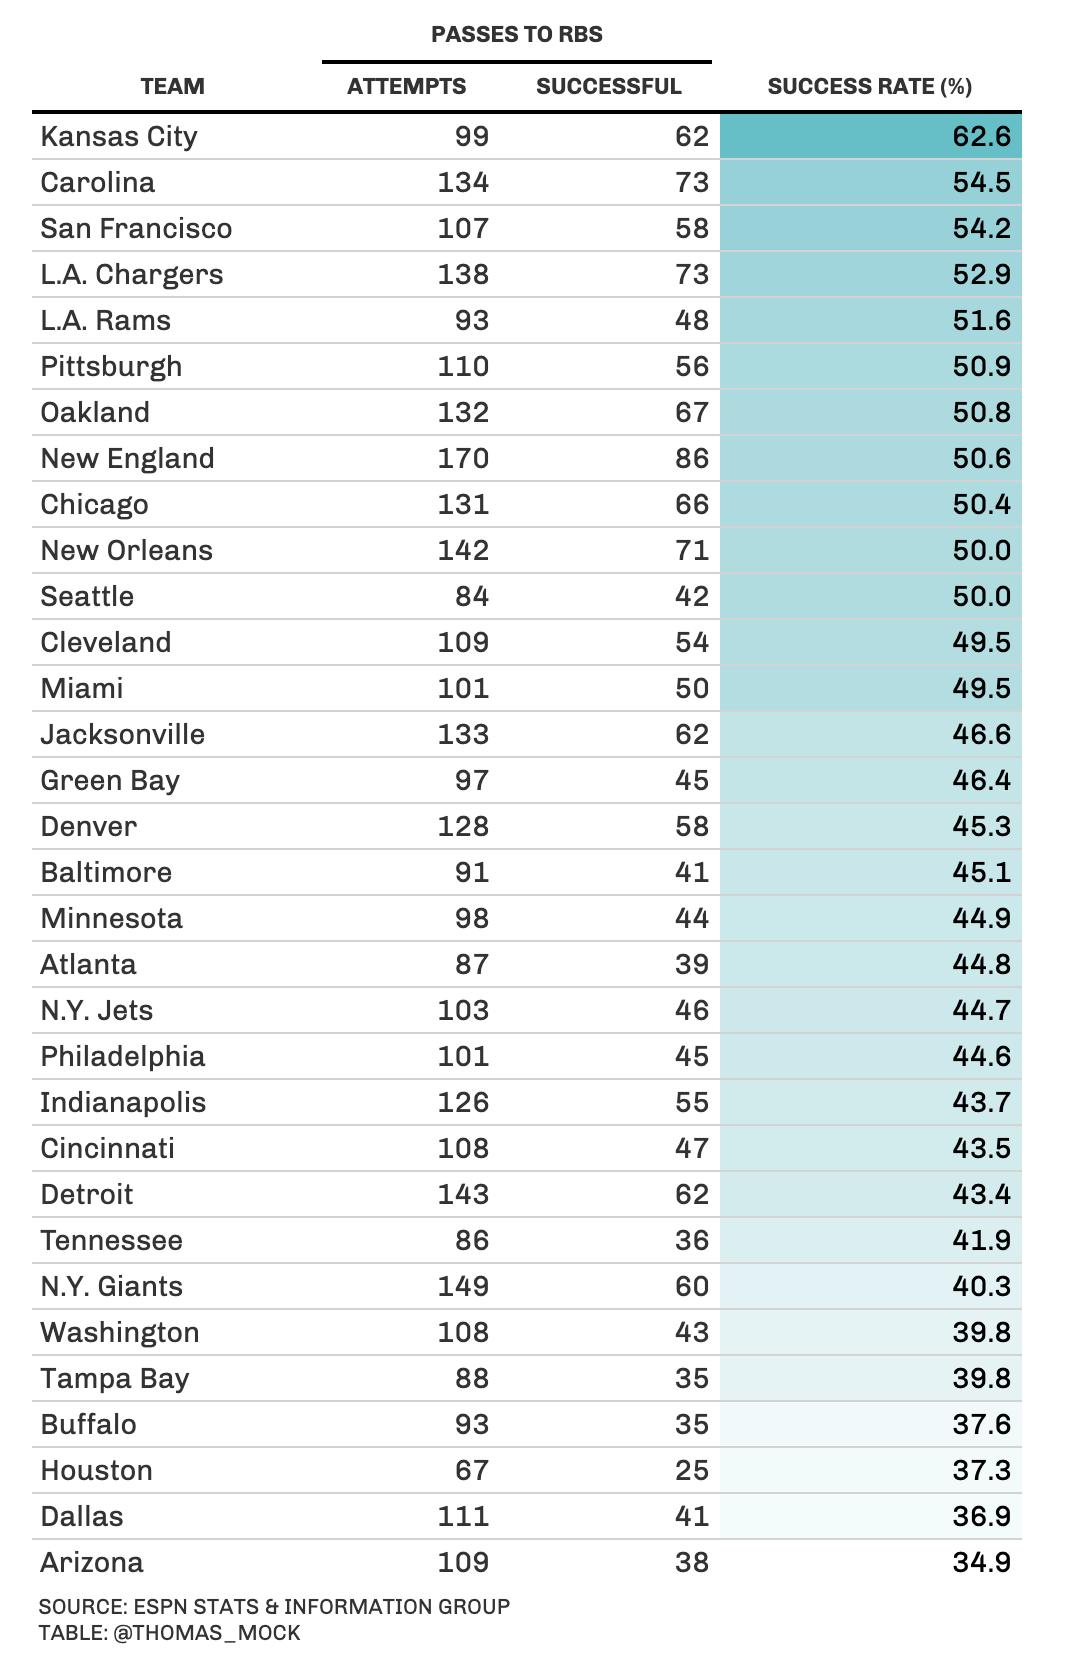 PASSES TO RBS
TEAM ATTEMPTS SUCCESSFUL SUCCESS RATE (%)
Kansas City 99 62 62.6
Carolina 134 73 54.5
San Francisco 107 58 54.2
L.A. Chargers 138 73 52.9
L.A. Rams 93 48 51.6
Pittsburgh 110 56 50.9
Oakland 132 67 50.8
New England 170 86 50.6
Chicago 131 66 50.4
New Orleans 142 71 50.0
Seattle 84 42 50.0
Cleveland 109 54 49.5
Miami 101 50 49.5
Jacksonville 133 62 46.6
Green Bay 97 45 46.4
Denver 128 58 45.3
Baltimore 91 41 45.1
Minnesota 98 44 44.9
Atlanta 87 39 44.8
N.Y. Jets 103 46 44.7
Philadelphia 101 45 44.6
Indianapolis 126 55 43.7
Cincinnati 108 47 43.5
Detroit 143 62 43.4
Tennessee 86 36 41.9
N.Y. Giants 149 60 40.3
Washington 108 43 39.8
Tampa Bay 88 35 39.8
Buffalo 93 35 37.6
Houston 67 25 37.3
Dallas 111 41 36.9
Arizona 109 38 34.9
SOURCE: ESPN STATS & INFORMATION GROUP
TABLE: @THOMAS_MOCK